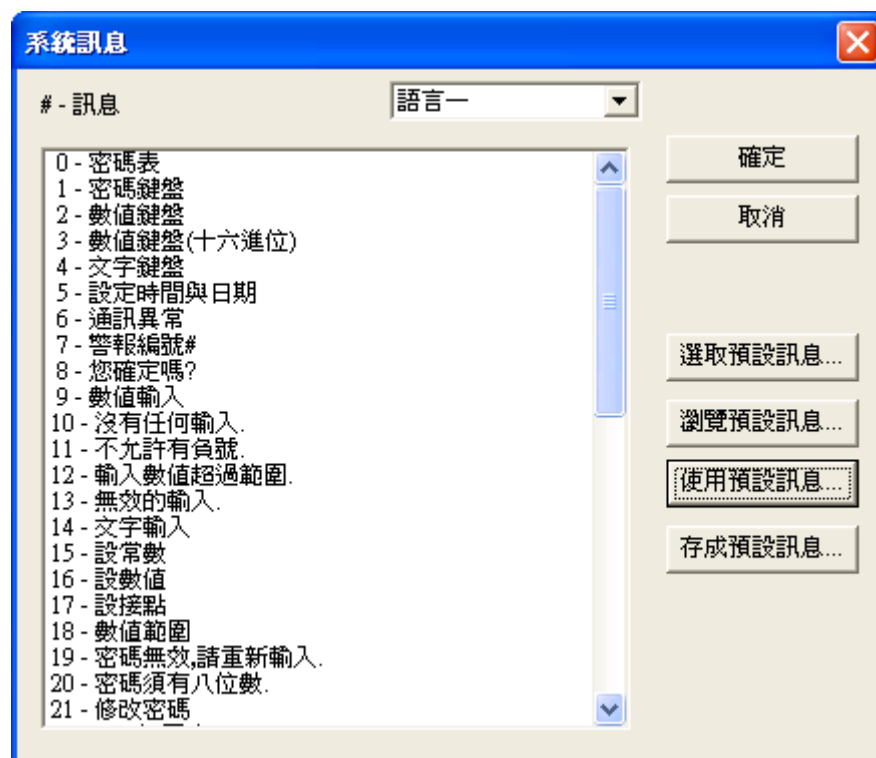 系統訊息
# - 訊息
語言一
0 - 密碼表
1 - 密碼鍵盤
2 - 數值鍵盤
3 - 數值鍵盤(十六進位)
4 - 文字鍵盤
5 - 設定時間與日期
6 - 通訊異常
7 - 警報編號#
8 - 您確定嗎?
9 - 數值輸入
10 - 沒有任何輸入.
11 - 不允許有負號.
12 - 輸入數值超過範圍.
13 - 無效的輸入.
14 - 文字輸入
15 - 設常數
16 - 設數值
17 - 設接點
18 - 數值範圍
19 - 密碼無效,請重新輸入.
20 - 密碼須有八位數.
21 - 修改密碼
確定
取消
選取預設訊息...
瀏覽預設訊息...
使用預設訊息...
存成預設訊息...